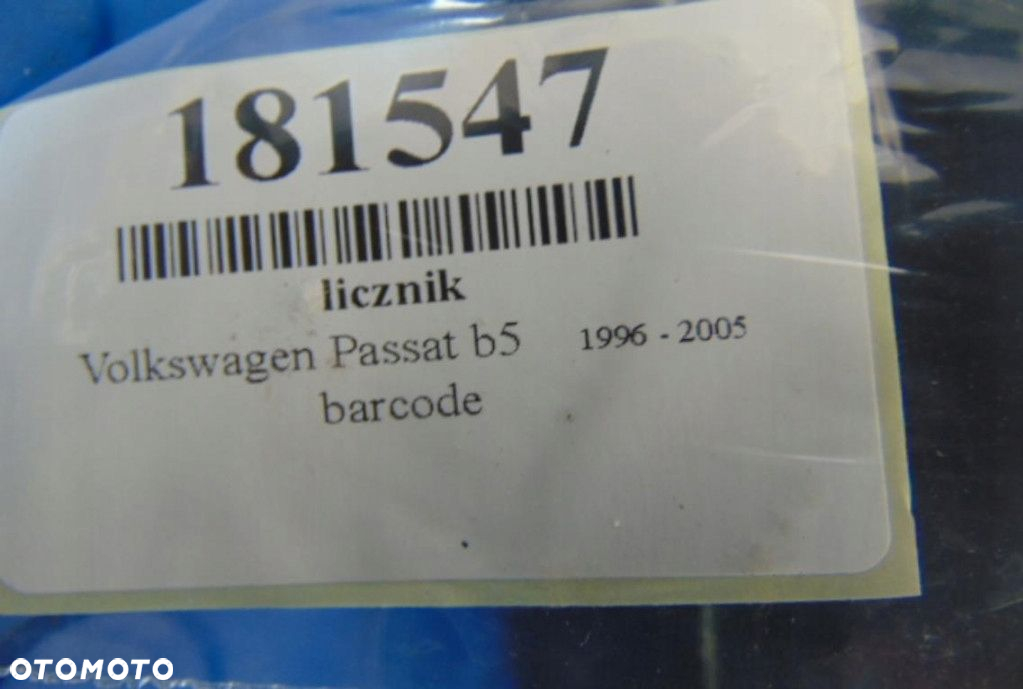 181547
licznik
Volkswagen Passat b5 1996 - 2005
barcode
OTOMOTO